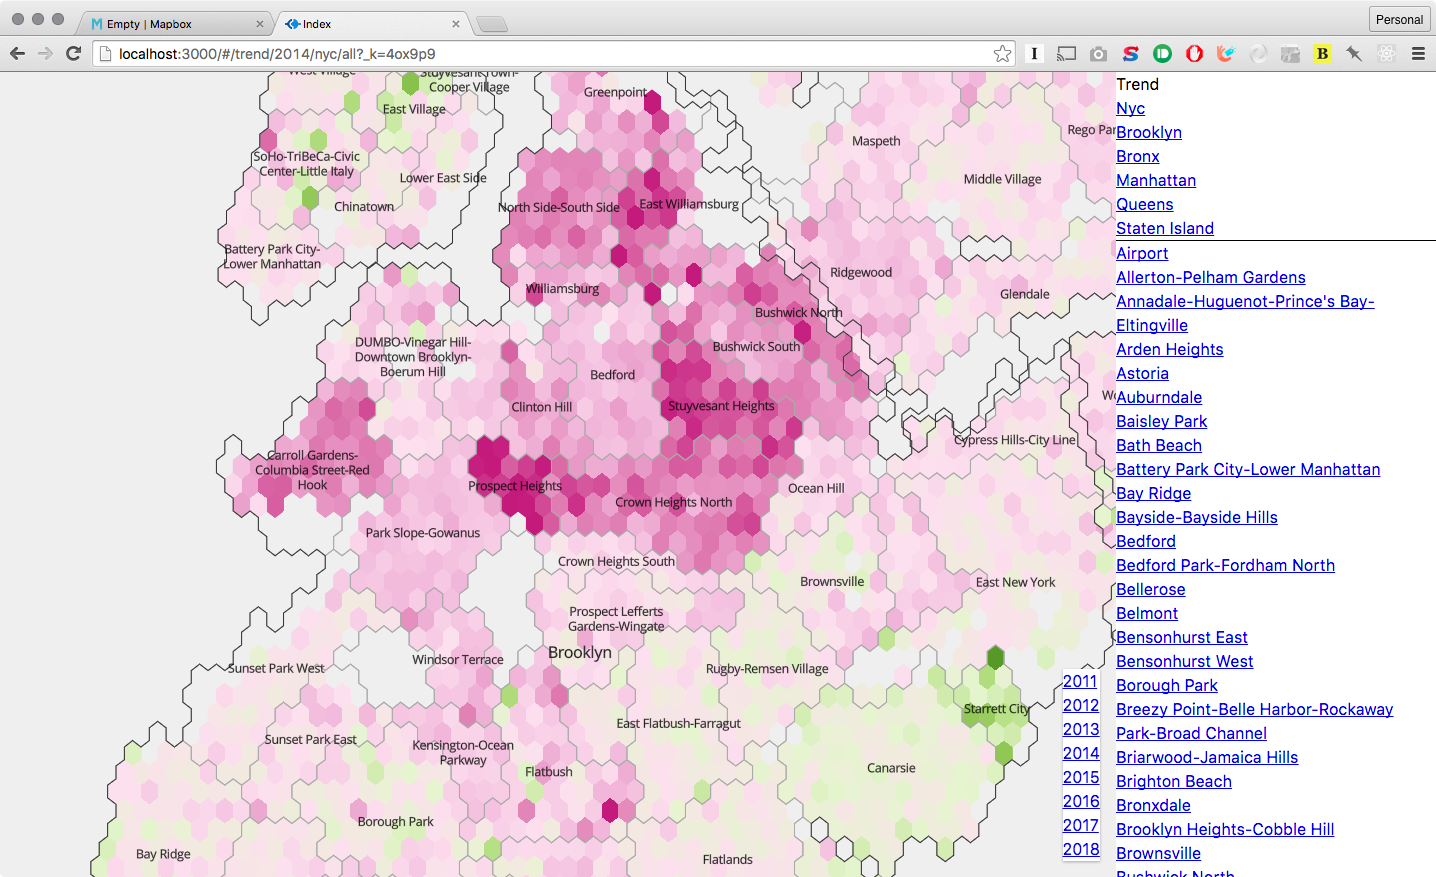 Empty | Mapbox
Index
Personal
localhost:3000/#/trend/2014/nyc/all?_k=4ox9p9
West Village
Stuyvesant Town-
Cooper Village
East Village
SoHo-TriBeCa-Civic
Center-Little Italy
Lower East Side
Chinatown
Battery Park City-
Lower Manhattan
Greenpoint
North Side-South Side
East Williamsburg
Williamsburg
Maspeth
Rego Par
Middle Village
Ridgewood
Glendale
Bushwick North
Bushwick South
DUMBO-Vinegar Hill-
Downtown Brooklyn-
Boerum Hill
Bedford
Clinton Hill
Stuyvesant Heights
Wo
Cypress Hills-City Line
Carroll Gardens-
Columbia Street-Red
Hook
Prospect Heights
Crown Heights North
Ocean Hill
Park Slope-Gowanus
Crown Heights South
Brownsville
East New York
Prospect Lefferts
Gardens-Wingate
Brooklyn
Windsor Terrace
Sunset Park West
Rugby-Remsen Village
Starrett City
East Flatbush-Farragut
Sunset Park East
Kensington-Ocean
Parkway
Flatbush
Canarsie
Borough Park
Bay Ridge
Flatlands
2011
2012
2013
2014
2015
2016
2017
2018
Trend
Nyc
Brooklyn
Bronx
Manhattan
Queens
Staten Island
Airport
Allerton-Pelham Gardens
Annadale-Huguenot-Prince's Bay-
Eltingville
Arden Heights
Astoria
Auburndale
Baisley Park
Bath Beach
Battery Park City-Lower Manhattan
Bay Ridge
Bayside-Bayside Hills
Bedford
Bedford Park-Fordham North
Bellerose
Belmont
Bensonhurst East
Bensonhurst West
Borough Park
Breezy Point-Belle Harbor-Rockaway
Park-Broad Channel
Briarwood-Jamaica Hills
Brighton Beach
Bronxdale
Brooklyn Heights-Cobble Hill
Brownsville
Bushwick North